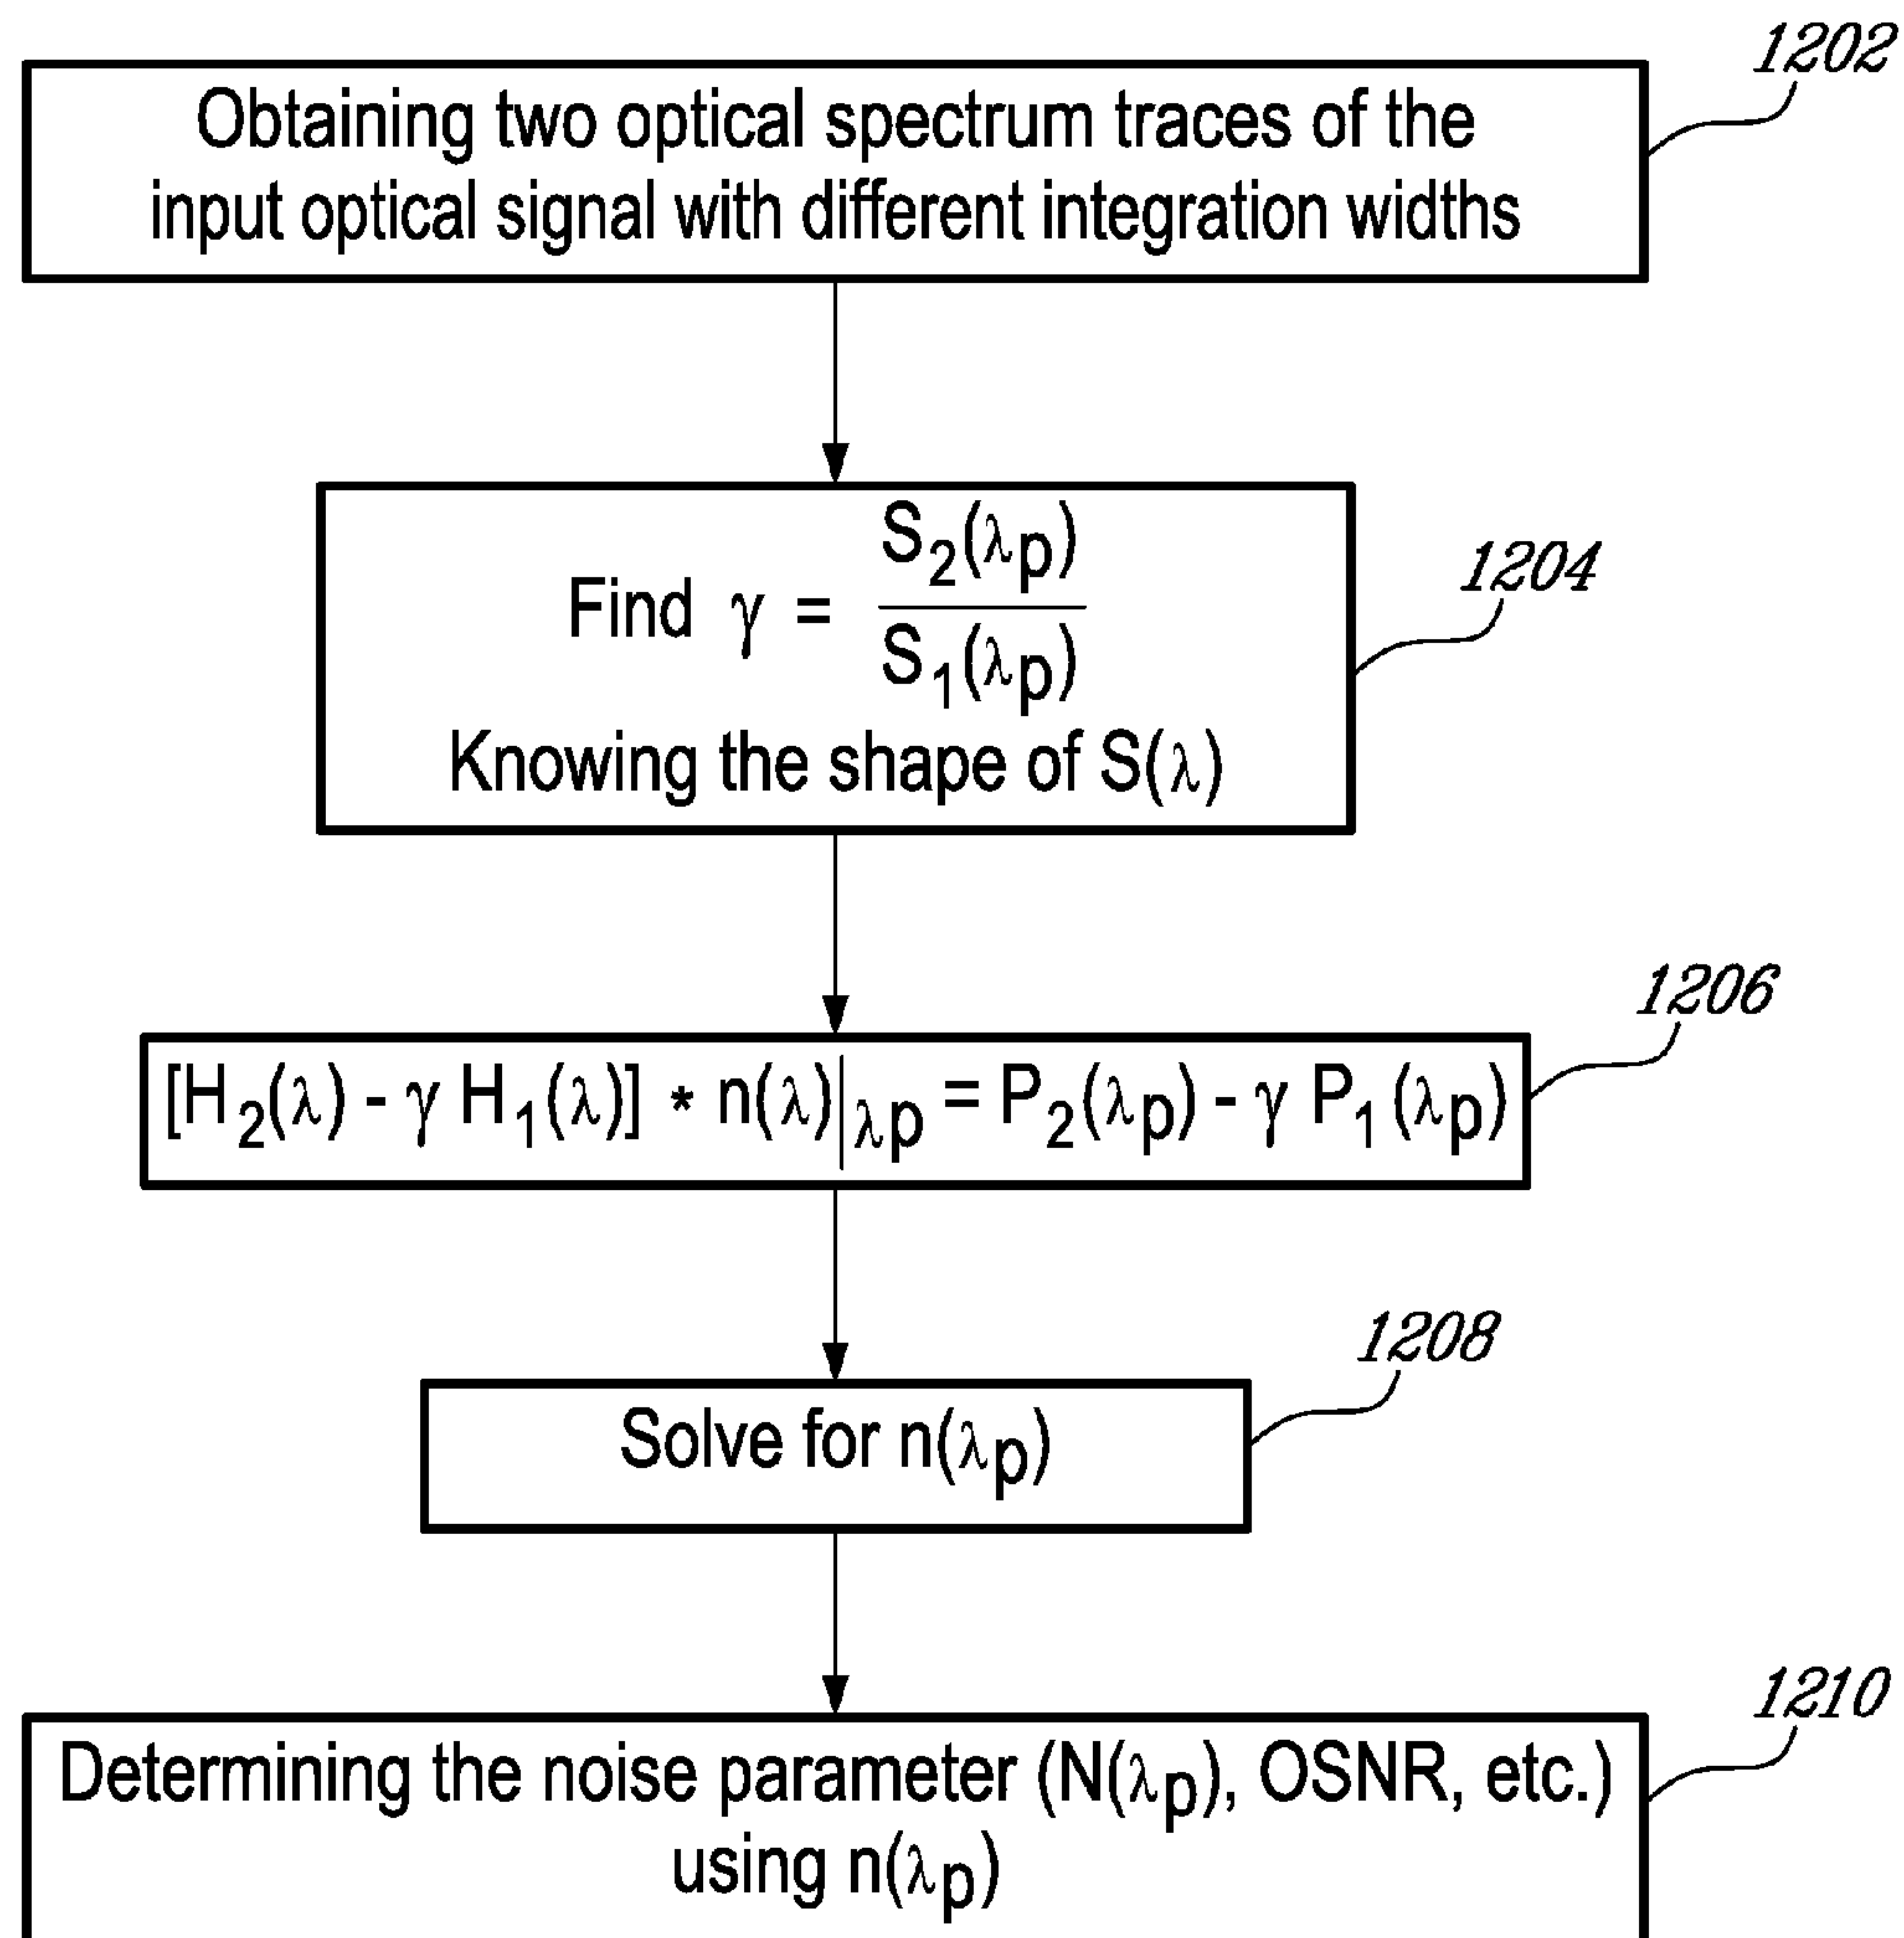 1202
Obtaining two optical spectrum traces of the
input optical signal with different integration widths
1204
Find γ = S₂(λp) / S₁(λp)
Knowing the shape of S(λ)
1206
[H₂(λ) - γ H₁(λ)] * n(λ)|λp = P₂(λp) - γ P₁(λp)
1208
Solve for n(λp)
1210
Determining the noise parameter (N(λp), OSNR, etc.)
using n(λp)